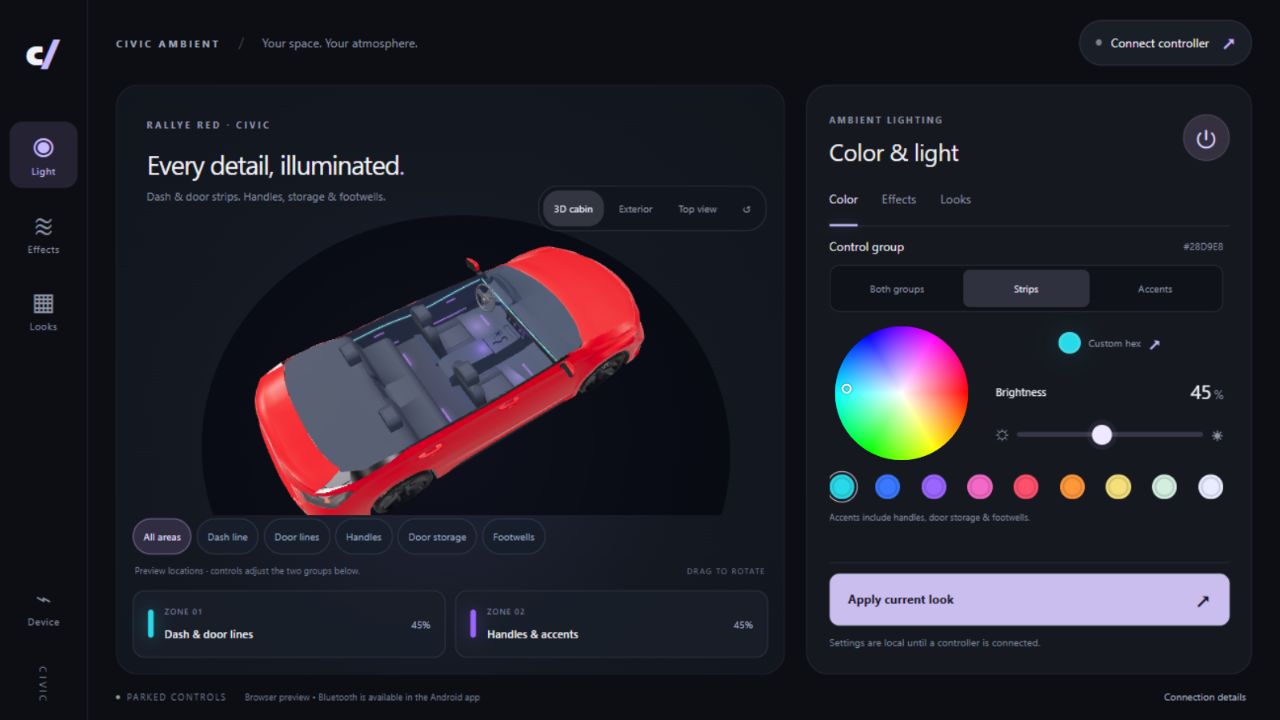 c/
CIVIC AMBIENT / Your space. Your atmosphere.
Connect controller ↗
Light
Effects
Looks
Device
CIVIC
RALLYE RED · CIVIC
Every detail, illuminated.
Dash & door strips. Handles, storage & footwells.
3D cabin Exterior Top view ↺
All areas Dash line Door lines Handles Door storage Footwells
Preview locations · controls adjust the two groups below. DRAG TO ROTATE
ZONE 01
Dash & door lines 45%
ZONE 02
Handles & accents 45%
AMBIENT LIGHTING
Color & light
Color Effects Looks
Control group #28D9E8
Both groups Strips Accents
Custom hex ↗
Brightness 45 %
Accents include handles, door storage & footwells.
Apply current look ↗
Settings are local until a controller is connected.
PARKED CONTROLS Browser preview • Bluetooth is available in the Android app
Connection details